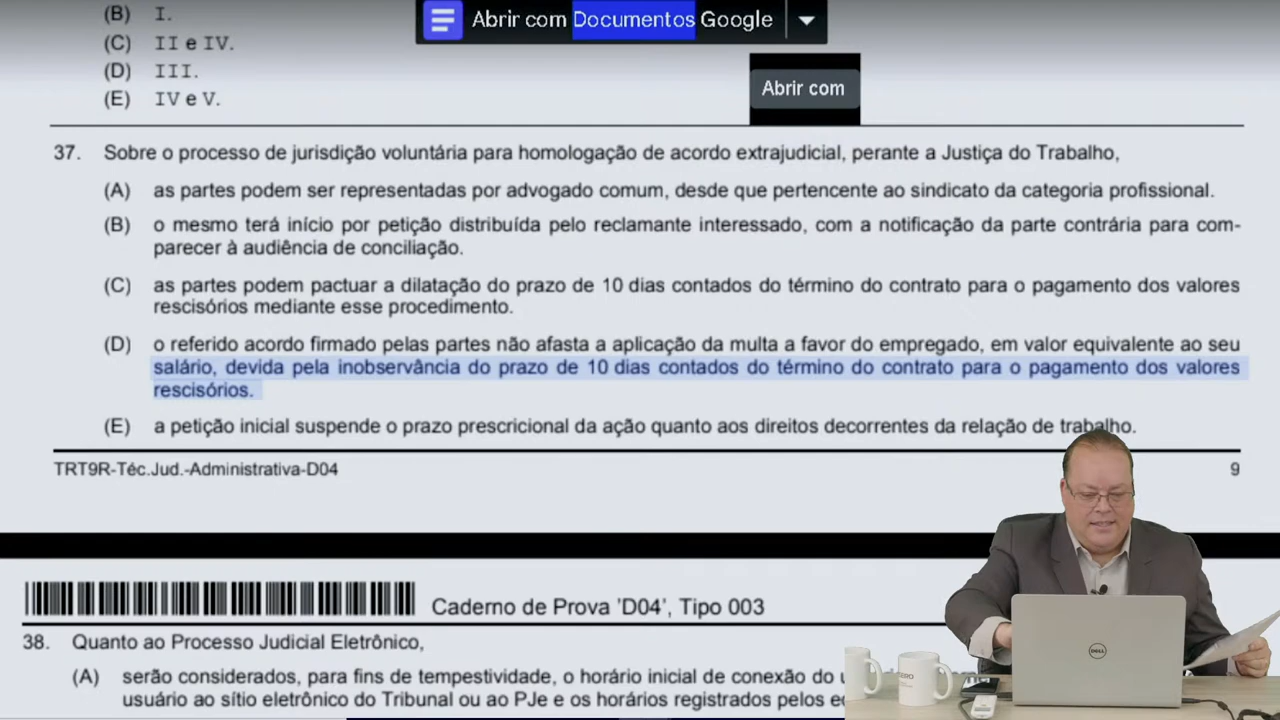 (B) I.
Abrir com Documentos Google
(C) II e IV.
(D) III.
Abrir com
(E) IV e V.
37. Sobre o processo de jurisdição voluntária para homologação de acordo extrajudicial, perante a Justiça do Trabalho,
(A) as partes podem ser representadas por advogado comum, desde que pertencente ao sindicato da categoria profissional.
(B) o mesmo terá início por petição distribuída pelo reclamante interessado, com a notificação da parte contrária para com-
parecer à audiência de conciliação.
(C) as partes podem pactuar a dilatação do prazo de 10 dias contados do término do contrato para o pagamento dos valores
rescisórios mediante esse procedimento.
(D) o referido acordo firmado pelas partes não afasta a aplicação da multa a favor do empregado, em valor equivalente ao seu
salário, devida pela inobservância do prazo de 10 dias contados do término do contrato para o pagamento dos valores
rescisórios.
(E) a petição inicial suspende o prazo prescricional da ação quanto aos direitos decorrentes da relação de trabalho.
TRT9R-Téc.Jud.-Administrativa-D04 9
Caderno de Prova 'D04', Tipo 003
38. Quanto ao Processo Judicial Eletrônico,
(A) serão considerados, para fins de tempestividade, o horário inicial de conexão do
usuário ao sítio eletrônico do Tribunal ou ao PJe e os horários registrados pelos
DELL